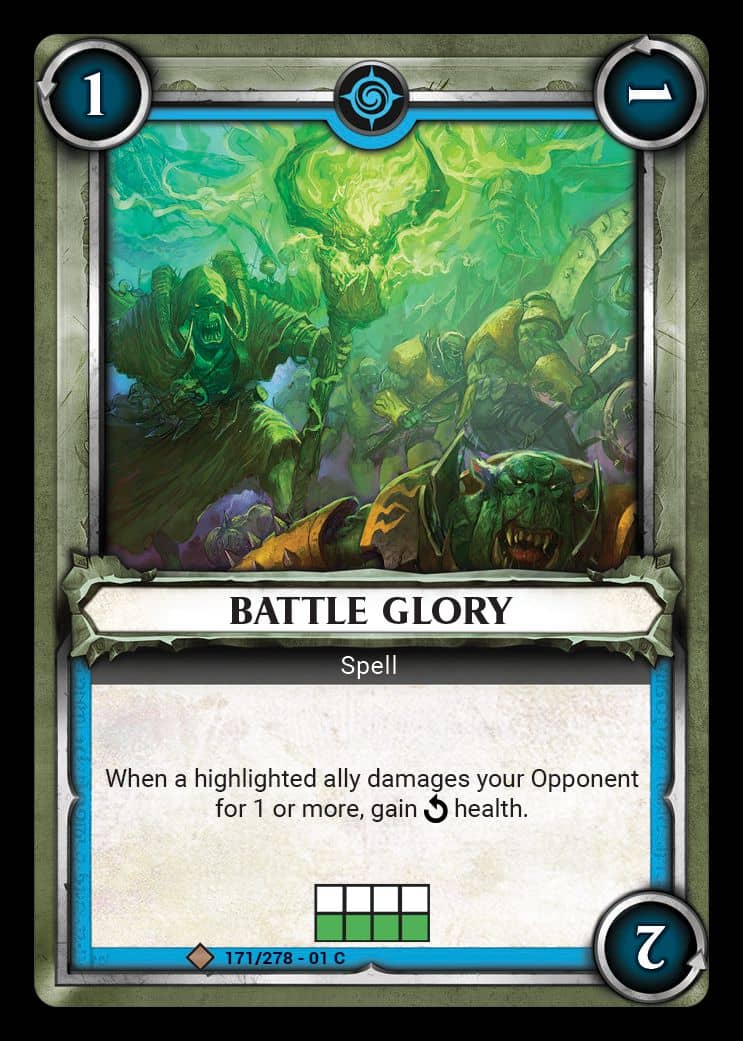 1
1
BATTLE GLORY
Spell
When a highlighted ally damages your Opponent
for 1 or more, gain health.
171/278 - 01 C
2